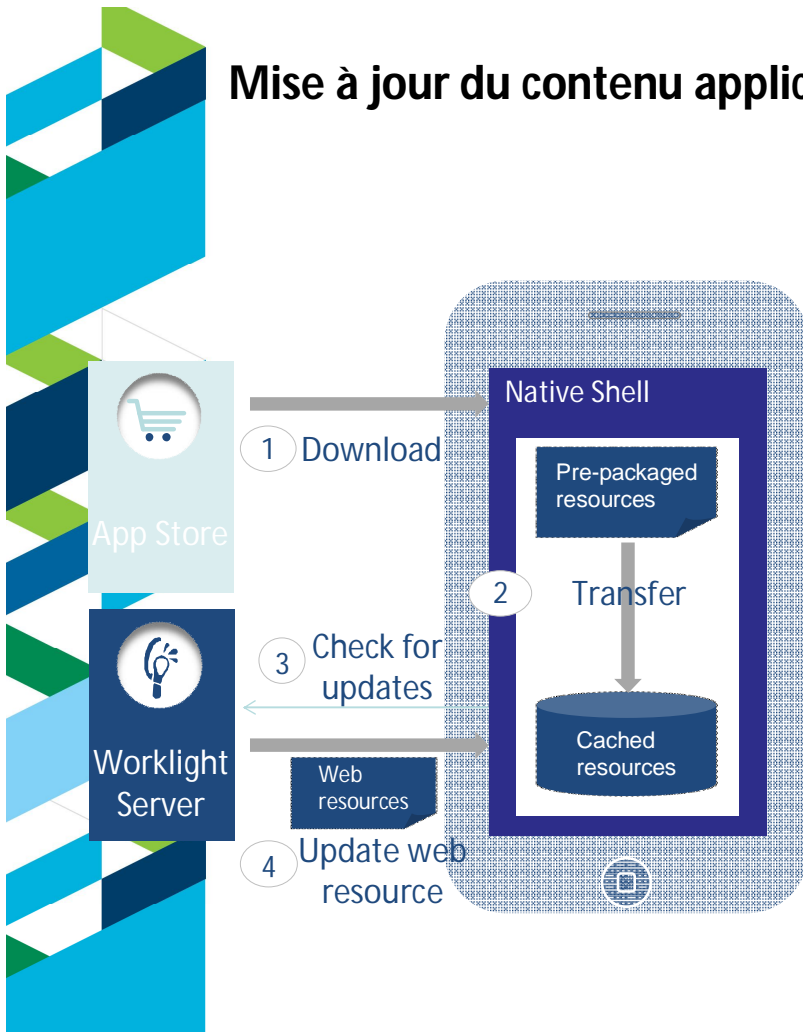 Mise à jour du contenu applic
App Store
1 Download
Native Shell
Pre-packaged
resources
2 Transfer
3 Check for
updates
Cached
resources
Worklight
Server
Web
resources
4 Update web
resource